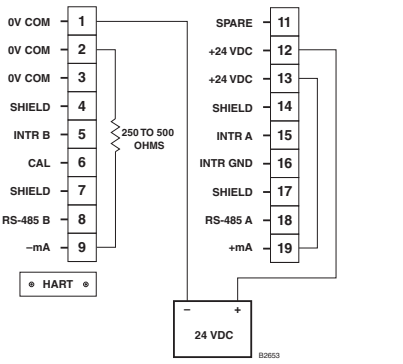 0V COM 1
0V COM 2
0V COM 3
SHIELD 4
INTR B 5
CAL 6
SHIELD 7
RS-485 B 8
–mA 9
250 TO 500
OHMS
HART
SPARE 11
+24 VDC 12
+24 VDC 13
SHIELD 14
INTR A 15
INTR GND 16
SHIELD 17
RS-485 A 18
+mA 19
– +
24 VDC
B2653